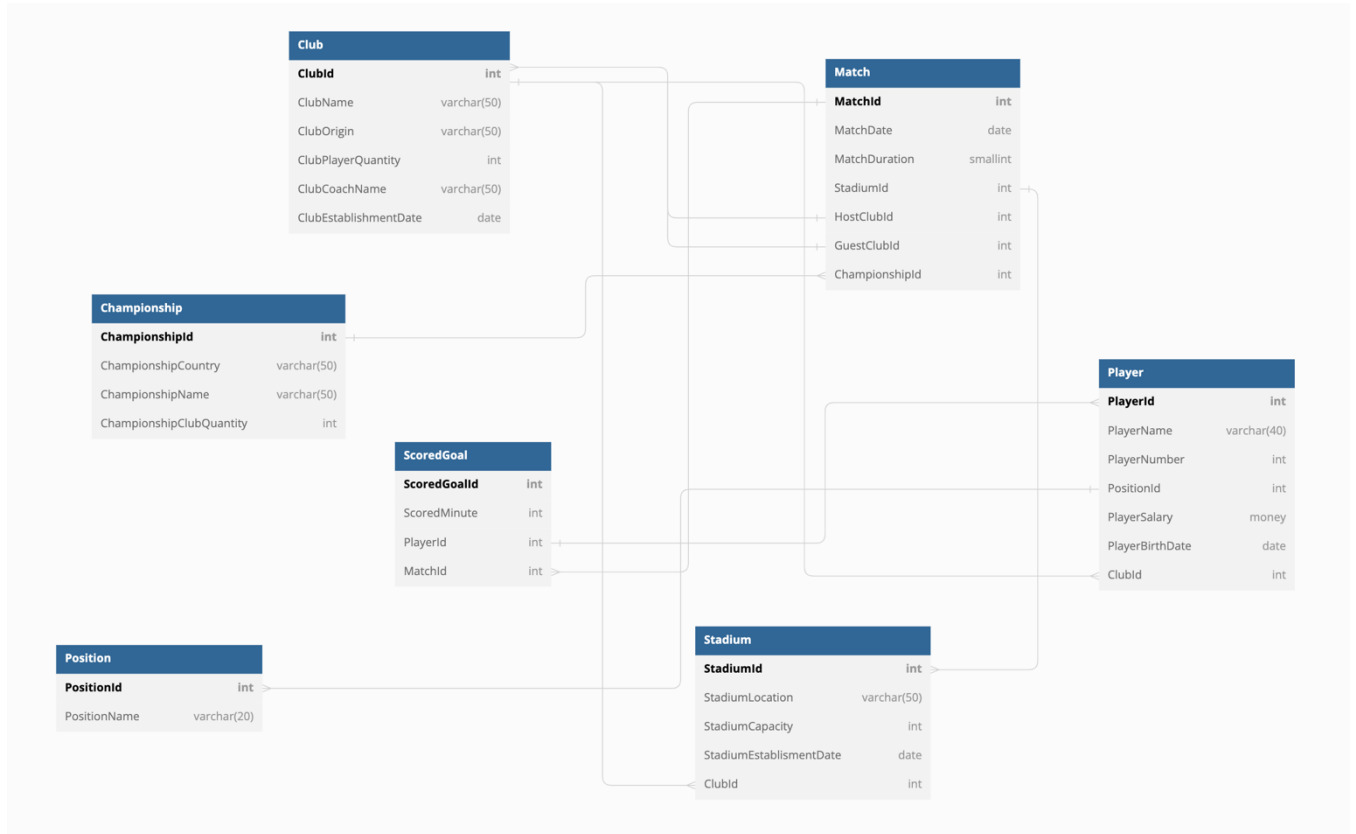 Club
ClubId int
ClubName varchar(50)
ClubOrigin varchar(50)
ClubPlayerQuantity int
ClubCoachName varchar(50)
ClubEstablishmentDate date
Match
MatchId int
MatchDate date
MatchDuration smallint
StadiumId int
HostClubId int
GuestClubId int
ChampionshipId int
Championship
ChampionshipId int
ChampionshipCountry varchar(50)
ChampionshipName varchar(50)
ChampionshipClubQuantity int
Player
PlayerId int
PlayerName varchar(40)
PlayerNumber int
PositionId int
PlayerSalary money
PlayerBirthDate date
ClubId int
ScoredGoal
ScoredGoalId int
ScoredMinute int
PlayerId int
MatchId int
Position
PositionId int
PositionName varchar(20)
Stadium
StadiumId int
StadiumLocation varchar(50)
StadiumCapacity int
StadiumEstablismentDate date
ClubId int